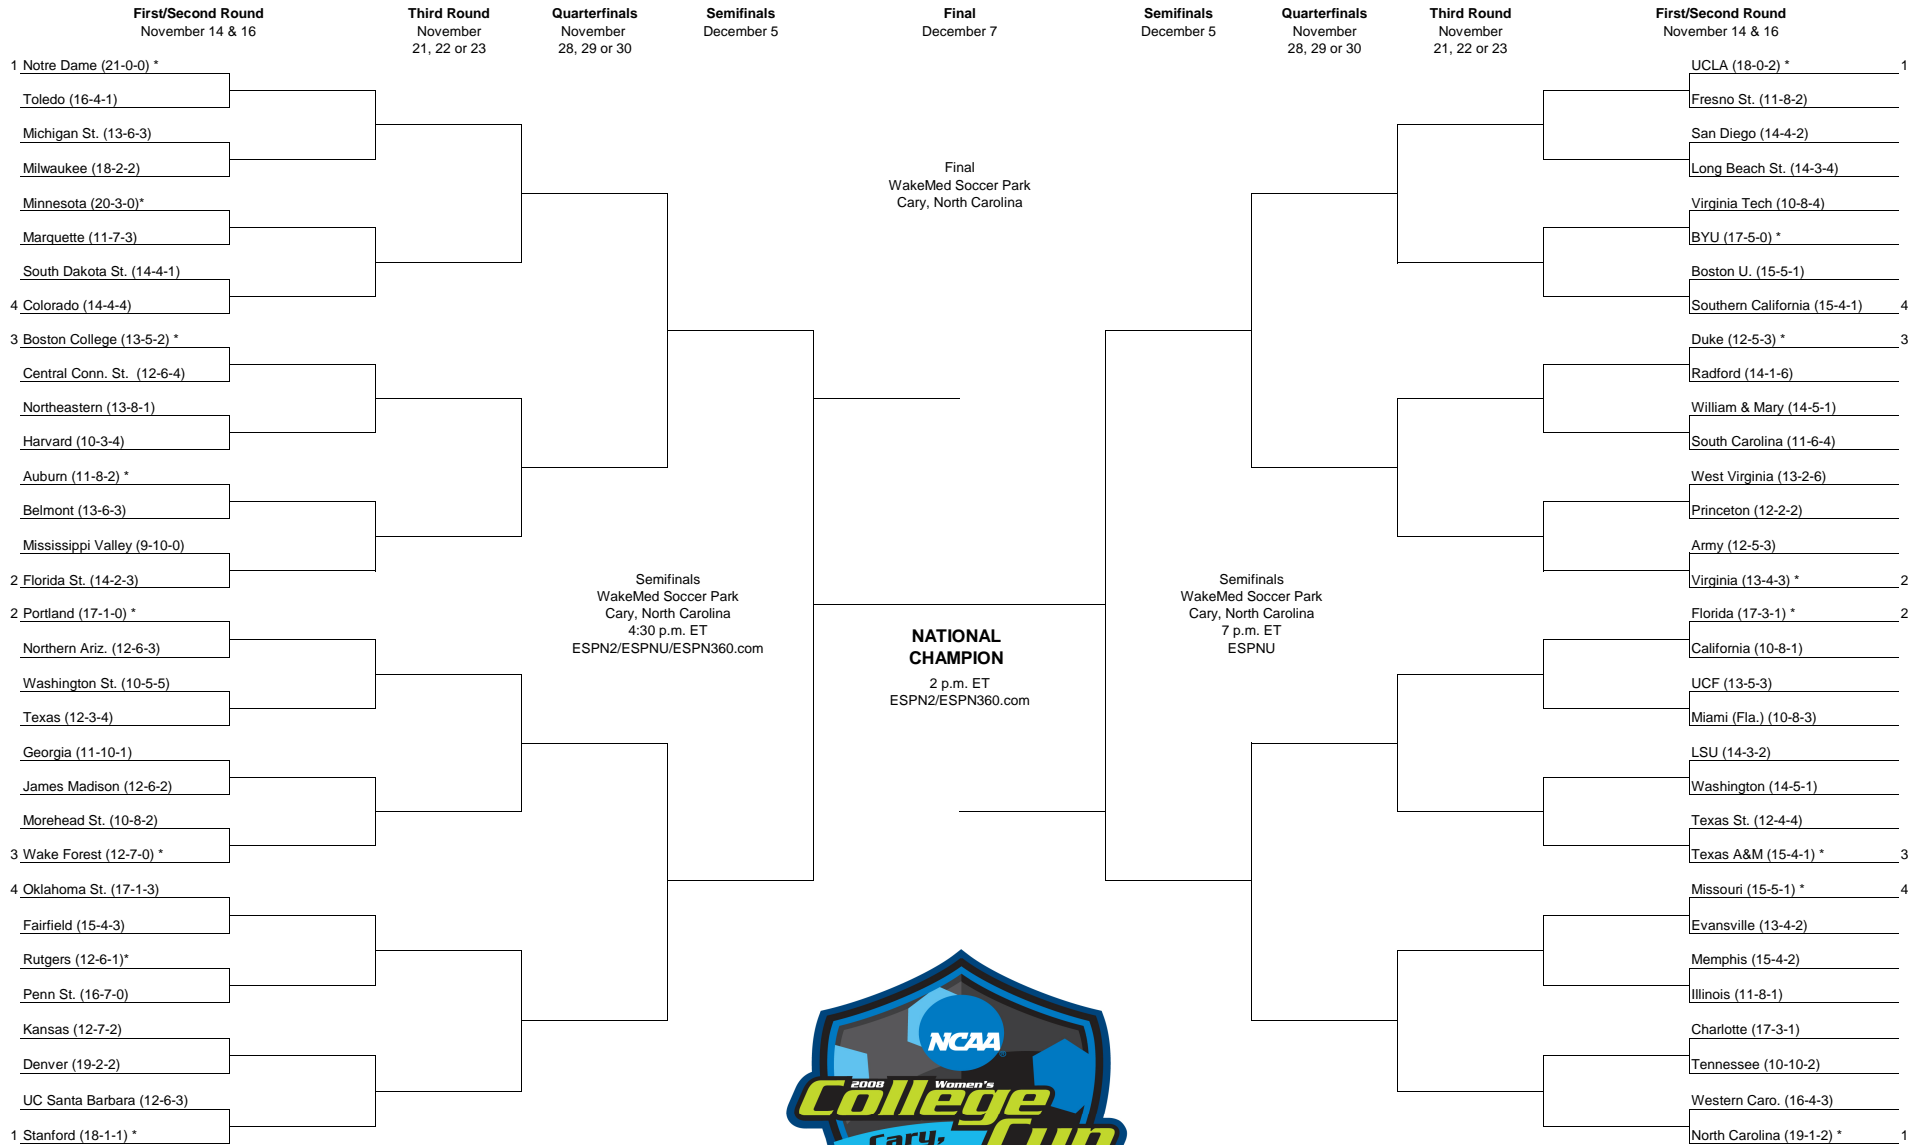 First/Second Round
November 14 & 16
Third Round
November
21, 22 or 23
Quarterfinals
November
28, 29 or 30
Semifinals
December 5
Final
December 7
Semifinals
December 5
Quarterfinals
November
28, 29 or 30
Third Round
November
21, 22 or 23
First/Second Round
November 14 & 16
1 Notre Dame (21-0-0) *
Toledo (16-4-1)
Michigan St. (13-6-3)
Milwaukee (18-2-2)
Minnesota (20-3-0)*
Marquette (11-7-3)
South Dakota St. (14-4-1)
4 Colorado (14-4-4)
3 Boston College (13-5-2) *
Central Conn. St. (12-6-4)
Northeastern (13-8-1)
Harvard (10-3-4)
Auburn (11-8-2) *
Belmont (13-6-3)
Mississippi Valley (9-10-0)
2 Florida St. (14-2-3)
2 Portland (17-1-0) *
Northern Ariz. (12-6-3)
Washington St. (10-5-5)
Texas (12-3-4)
Georgia (11-10-1)
James Madison (12-6-2)
Morehead St. (10-8-2)
3 Wake Forest (12-7-0) *
4 Oklahoma St. (17-1-3)
Fairfield (15-4-3)
Rutgers (12-6-1)*
Penn St. (16-7-0)
Kansas (12-7-2)
Denver (19-2-2)
UC Santa Barbara (12-6-3)
1 Stanford (18-1-1) *
Semifinals
WakeMed Soccer Park
Cary, North Carolina
4:30 p.m. ET
ESPN2/ESPNU/ESPN360.com
Final
WakeMed Soccer Park
Cary, North Carolina
NATIONAL
CHAMPION
2 p.m. ET
ESPN2/ESPN360.com
NCAA
2008 Women's
College
Cup
Cary,
Semifinals
WakeMed Soccer Park
Cary, North Carolina
7 p.m. ET
ESPNU
UCLA (18-0-2) * 1
Fresno St. (11-8-2)
San Diego (14-4-2)
Long Beach St. (14-3-4)
Virginia Tech (10-8-4)
BYU (17-5-0) *
Boston U. (15-5-1)
Southern California (15-4-1) 4
Duke (12-5-3) * 3
Radford (14-1-6)
William & Mary (14-5-1)
South Carolina (11-6-4)
West Virginia (13-2-6)
Princeton (12-2-2)
Army (12-5-3)
Virginia (13-4-3) * 2
Florida (17-3-1) * 2
California (10-8-1)
UCF (13-5-3)
Miami (Fla.) (10-8-3)
LSU (14-3-2)
Washington (14-5-1)
Texas St. (12-4-4)
Texas A&M (15-4-1) * 3
Missouri (15-5-1) * 4
Evansville (13-4-2)
Memphis (15-4-2)
Illinois (11-8-1)
Charlotte (17-3-1)
Tennessee (10-10-2)
Western Caro. (16-4-3)
North Carolina (19-1-2) * 1